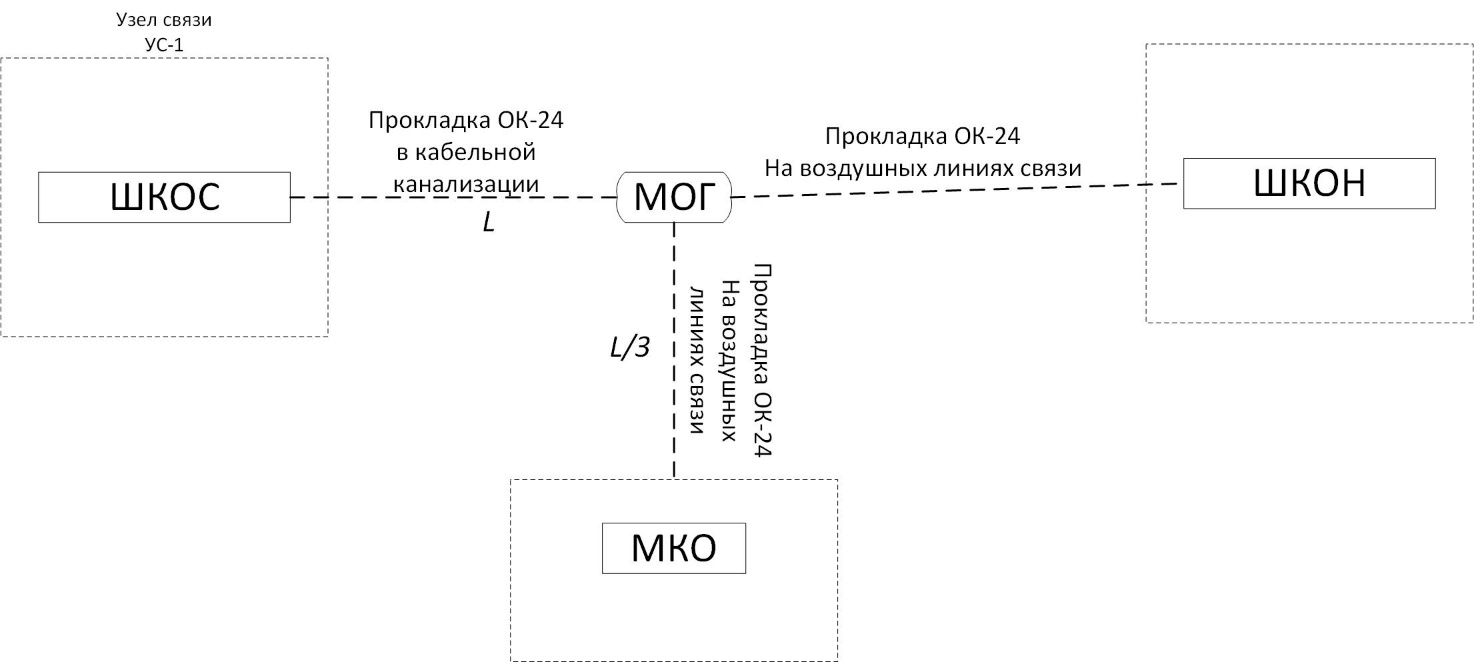 Узел связи
УС-1
ШКОС
Прокладка ОК-24
в кабельной
канализации
L
МОГ
Прокладка ОК-24
На воздушных линиях связи
ШКОН
L/3
Прокладка ОК-24
На воздушных
линиях связи
МКО